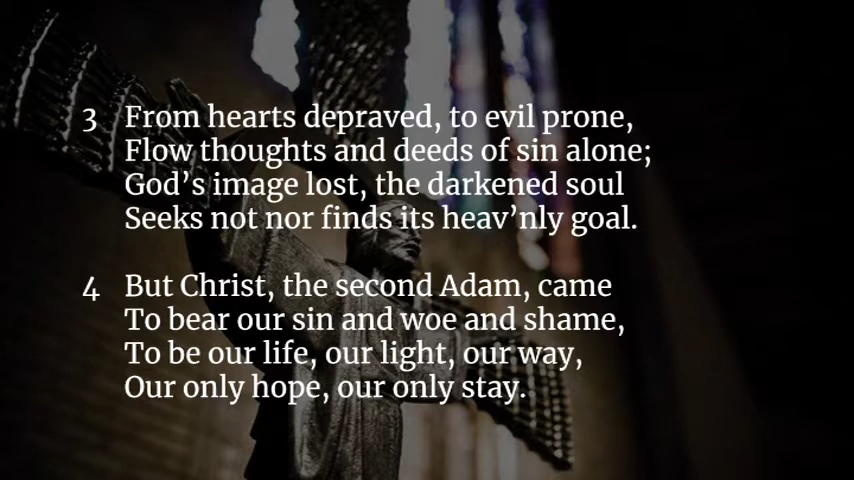 3 From hearts depraved, to evil prone,
Flow thoughts and deeds of sin alone;
God’s image lost, the darkened soul
Seeks not nor finds its heav’nly goal.
4 But Christ, the second Adam, came
To bear our sin and woe and shame,
To be our life, our light, our way,
Our only hope, our only stay.